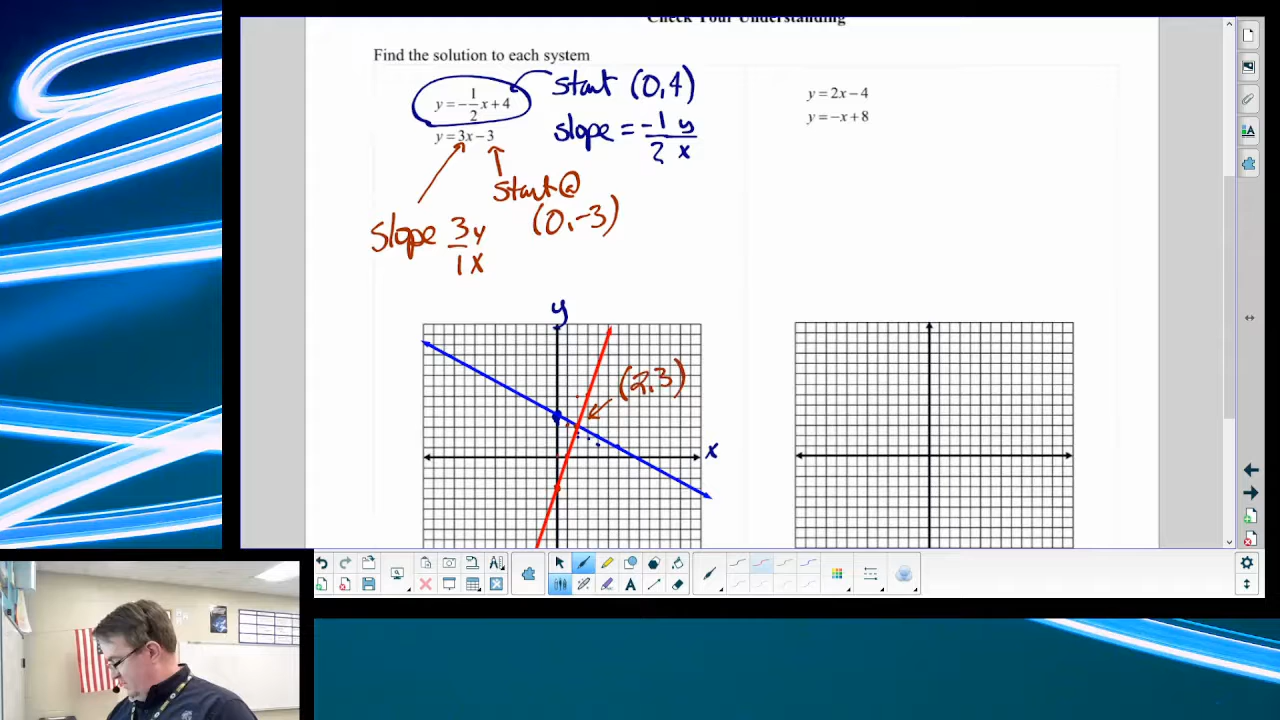 Check Your Understanding
Find the solution to each system
y = -1/2 x + 4
y = 3x - 3
start (0,4)
slope = -1 y / 2 x
start @
(0,-3)
slope 3y / 1x
y = 2x - 4
y = -x + 8
y
(2,3)
x